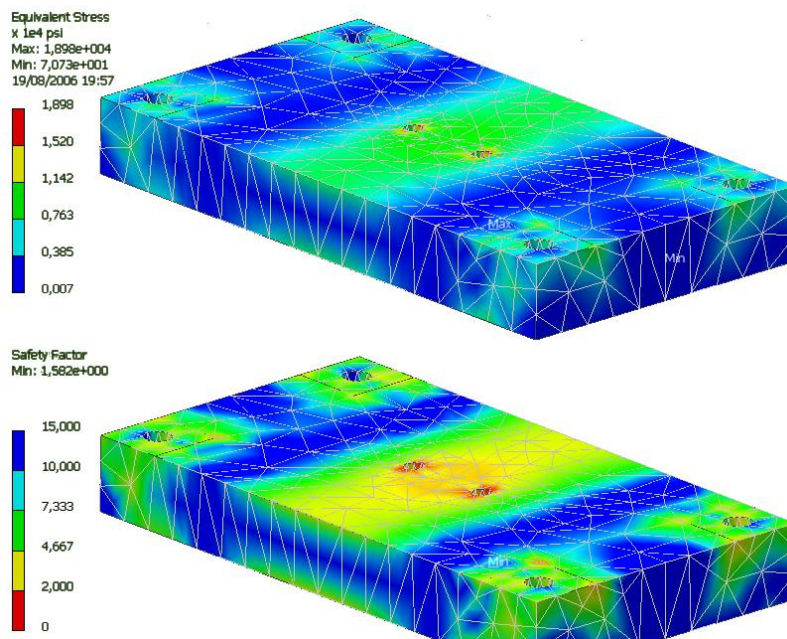 Equivalent Stress
x 1e4 psi
Max: 1,898e+004
Min: 7,073e+001
19/08/2006 19:57
1,898
1,520
1,142
0,763
0,385
0,007
Max
Min
Safety Factor
Min: 1,582e+000
15,000
10,000
7,333
4,667
2,000
0
Min